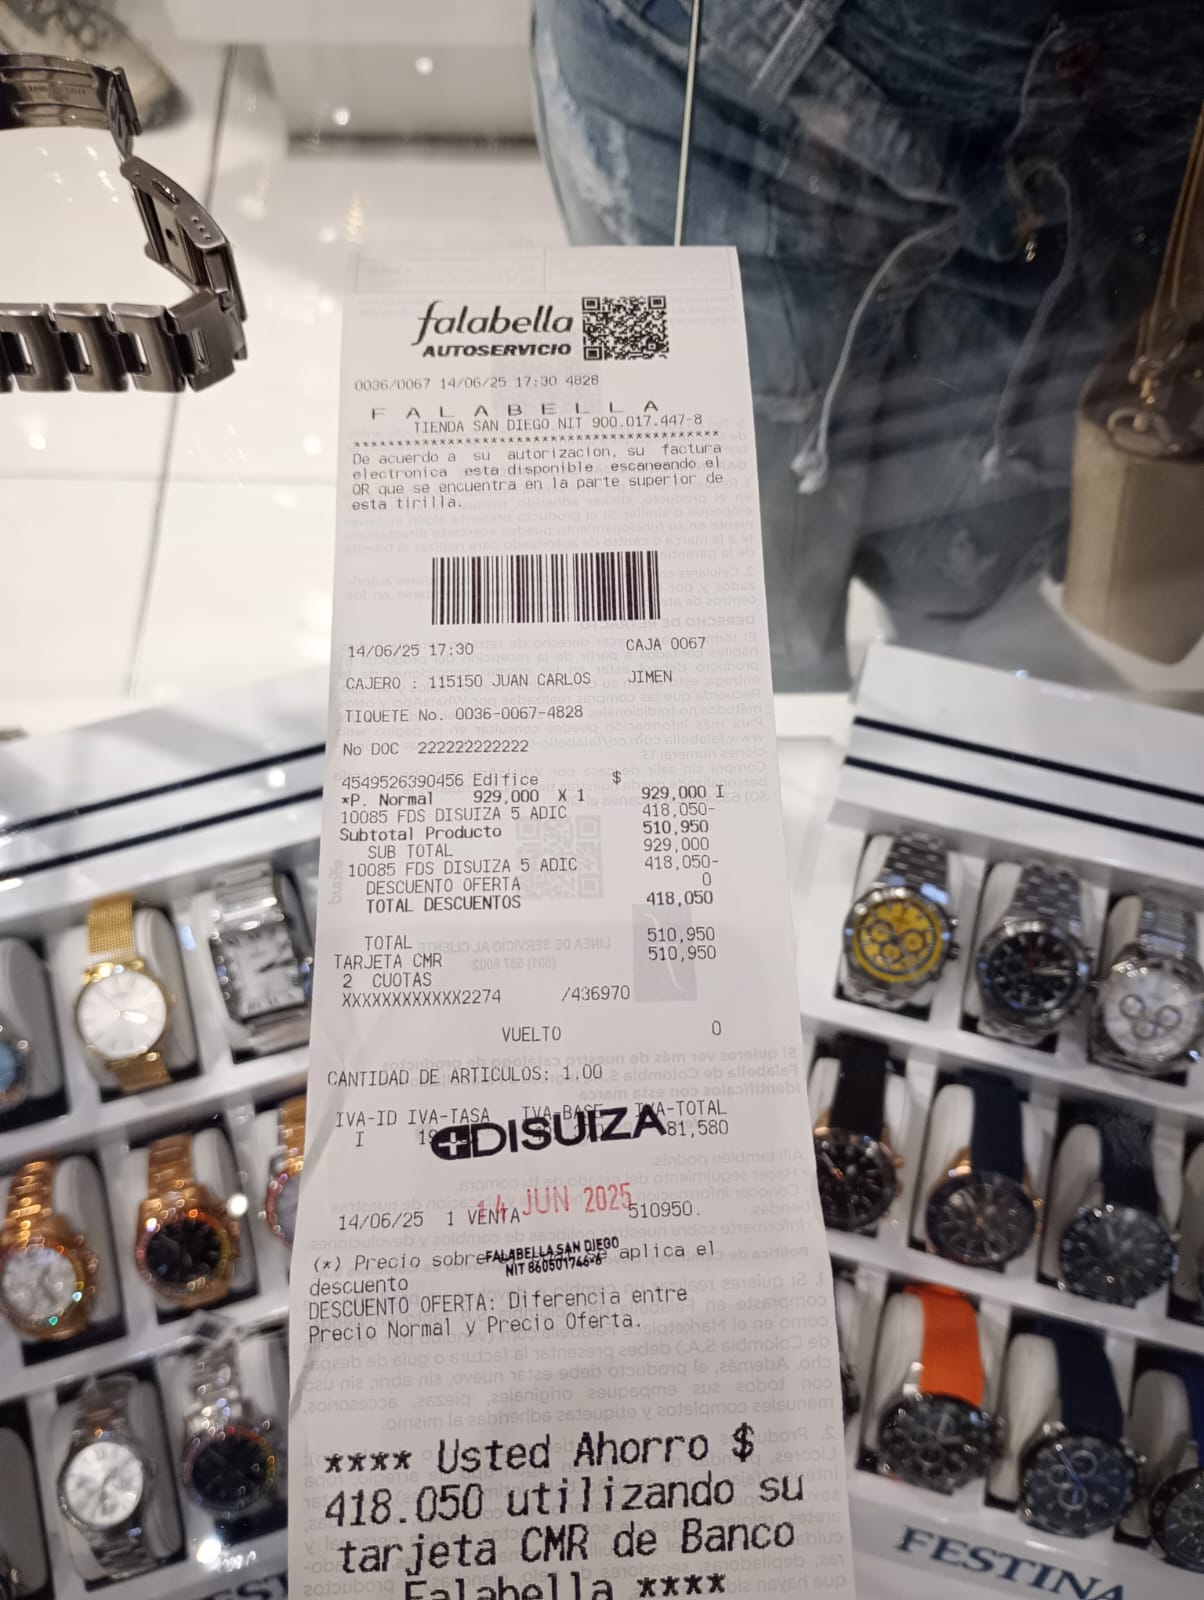 falabella
AUTOSERVICIO
0036/0067 14/06/25 17:30 4828
F A L A B E L L A
TIENDA SAN DIEGO NIT 900.017.447-8
******************************************
De acuerdo a su autorizacion, su factura
electronica esta disponible escaneando el
QR que se encuentra en la parte superior de
esta tirilla.
14/06/25 17:30 CAJA 0067
CAJERO : 115150 JUAN CARLOS JIMEN
TIQUETE No. 0036-0067-4828
No DOC 222222222222
4549526390456 Edifice $
*P. Normal 929,000 X 1 929,000 I
10085 FDS DISUIZA 5 ADIC 418,050-
Subtotal Producto 510,950
SUB TOTAL 929,000
10085 FDS DISUIZA 5 ADIC 418,050-
DESCUENTO OFERTA 0
TOTAL DESCUENTOS 418,050
TOTAL 510,950
TARJETA CMR 510,950
2 CUOTAS
XXXXXXXXXXXX2274 /436970
VUELTO 0
CANTIDAD DE ARTICULOS: 1.00
IVA-ID IVA-TASA IVA-BASE IVA-TOTAL
I 81,580
DISUIZA
14 JUN 2025
14/06/25 1 VENTA 510950.
FALABELLA SAN DIEGO
NIT 860501746-6
(*) Precio sobre aplica el
descuento
DESCUENTO OFERTA: Diferencia entre
Precio Normal y Precio Oferta.
**** Usted Ahorro $
418.050 utilizando su
tarjeta CMR de Banco
Falabella ****
FESTINA